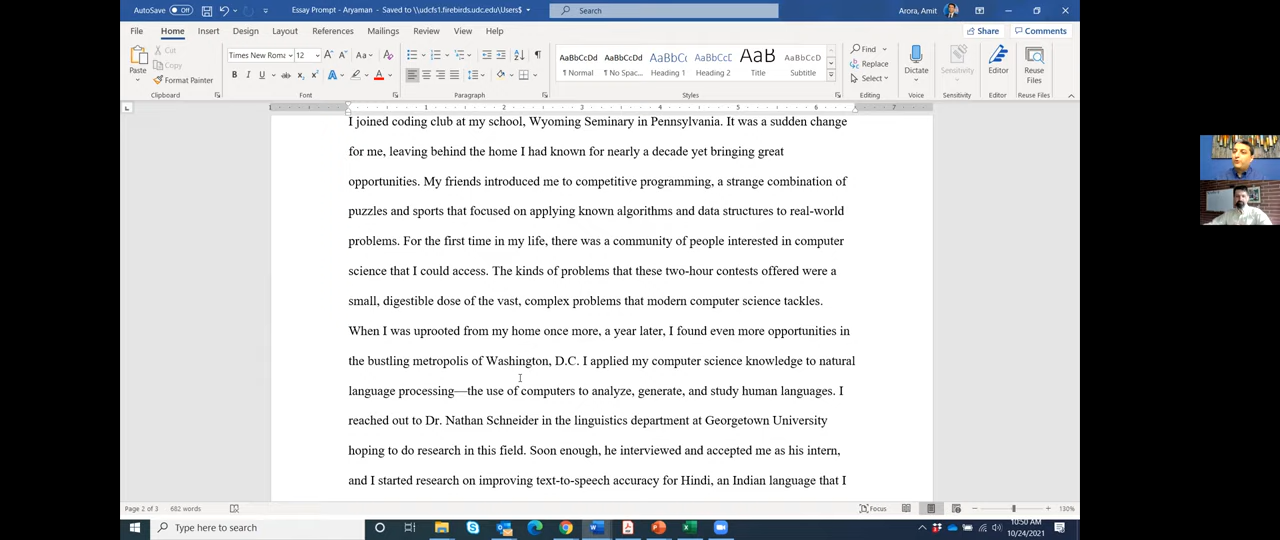 AutoSave Off Essay Prompt - Aryaman - Saved to \\udcfs1.firebirds.udc.edu\Users$ Search Arora, Amit
File Home Insert Draw Design Layout References Mailings Review View Help Share Comments
Cut
Copy
Format Painter
Paste
Clipboard
Times New Roma 12
Font
Paragraph
AaBbCcDd AaBbCcDd AaBbC( AaBbCcL AaB AaBbCcD
¶ Normal ¶ No Spac... Heading 1 Heading 2 Title Subtitle
Styles
Find
Replace
Select
Editing
Dictate
Voice
Sensitivity
Sensitivity
Editor
Editor
Reuse Files
Reuse Files
I joined coding club at my school, Wyoming Seminary in Pennsylvania. It was a sudden change
for me, leaving behind the home I had known for nearly a decade yet bringing great
opportunities. My friends introduced me to competitive programming, a strange combination of
puzzles and sports that focused on applying known algorithms and data structures to real-world
problems. For the first time in my life, there was a community of people interested in computer
science that I could access. The kinds of problems that these two-hour contests offered were a
small, digestible dose of the vast, complex problems that modern computer science tackles.
When I was uprooted from my home once more, a year later, I found even more opportunities in
the bustling metropolis of Washington, D.C. I applied my computer science knowledge to natural
language processing—the use of computers to analyze, generate, and study human languages. I
reached out to Dr. Nathan Schneider in the linguistics department at Georgetown University
hoping to do research in this field. Soon enough, he interviewed and accepted me as his intern,
and I started research on improving text-to-speech accuracy for Hindi, an Indian language that I
Page 2 of 3 682 words Focus 130%
Type here to search 10:50 AM
10/24/2021